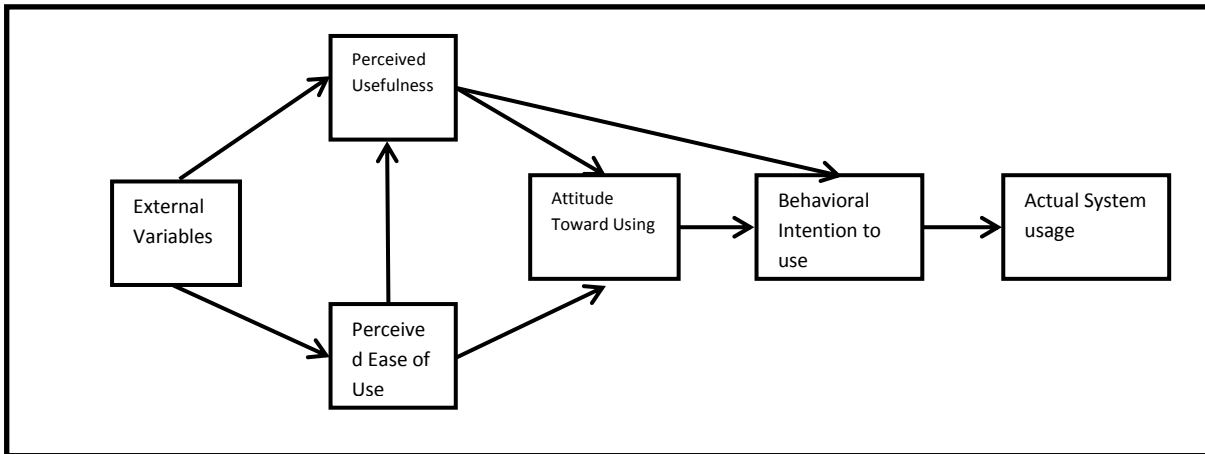 Perceived
Usefulness
External
Variables
Attitude
Toward Using
Behavioral
Intention to
use
Actual System
usage
Perceive
d Ease of
Use